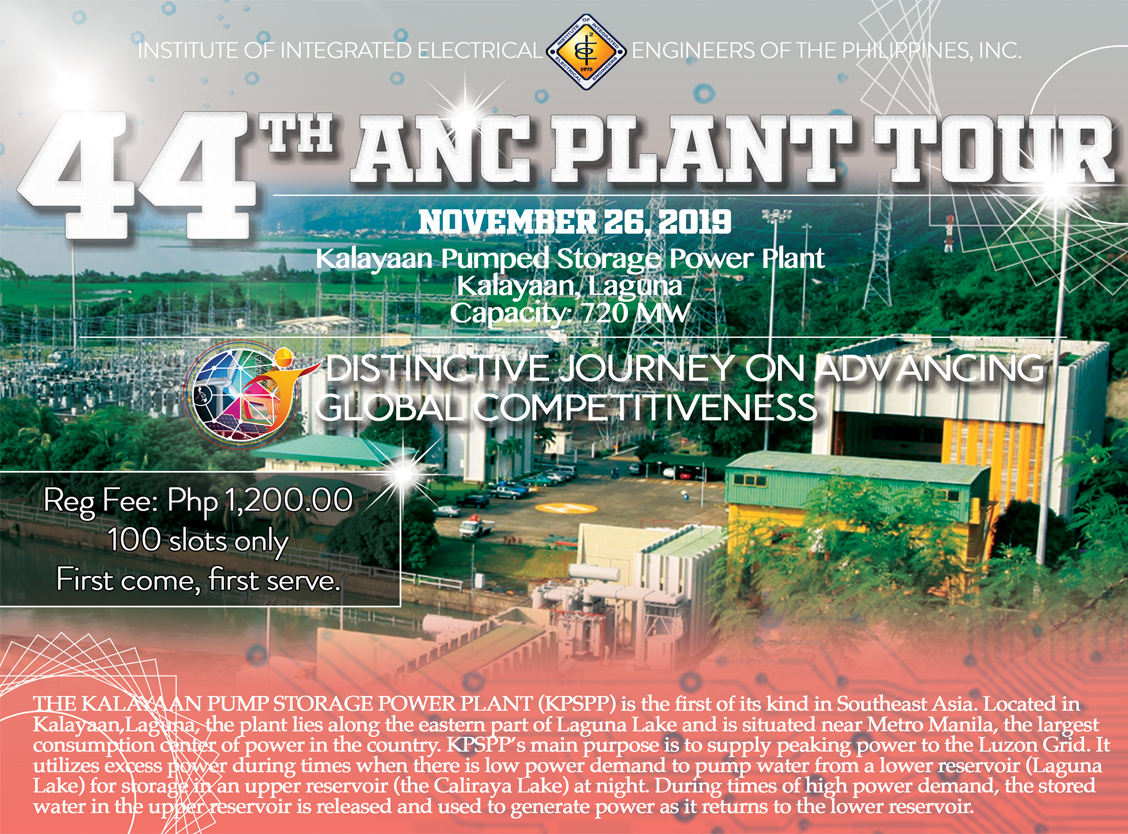 INSTITUTE OF INTEGRATED ELECTRICAL ENGINEERS OF THE PHILIPPINES, INC.
INSTITUTE OF INTEGRATED ELECTRICAL ENGINEERS
1975
44TH ANC PLANT TOUR
NOVEMBER 26, 2019
Kalayaan Pumped Storage Power Plant
Kalayaan, Laguna
Capacity: 720 MW
DISTINCTIVE JOURNEY ON ADVANCING
GLOBAL COMPETITIVENESS
Reg Fee: Php 1,200.00
100 slots only
First come, first serve.
THE KALAYAAN PUMP STORAGE POWER PLANT (KPSPP) is the first of its kind in Southeast Asia. Located in
Kalayaan,Laguna, the plant lies along the eastern part of Laguna Lake and is situated near Metro Manila, the largest
consumption center of power in the country. KPSPP's main purpose is to supply peaking power to the Luzon Grid. It
utilizes excess power during times when there is low power demand to pump water from a lower reservoir (Laguna
Lake) for storage in an upper reservoir (the Caliraya Lake) at night. During times of high power demand, the stored
water in the upper reservoir is released and used to generate power as it returns to the lower reservoir.